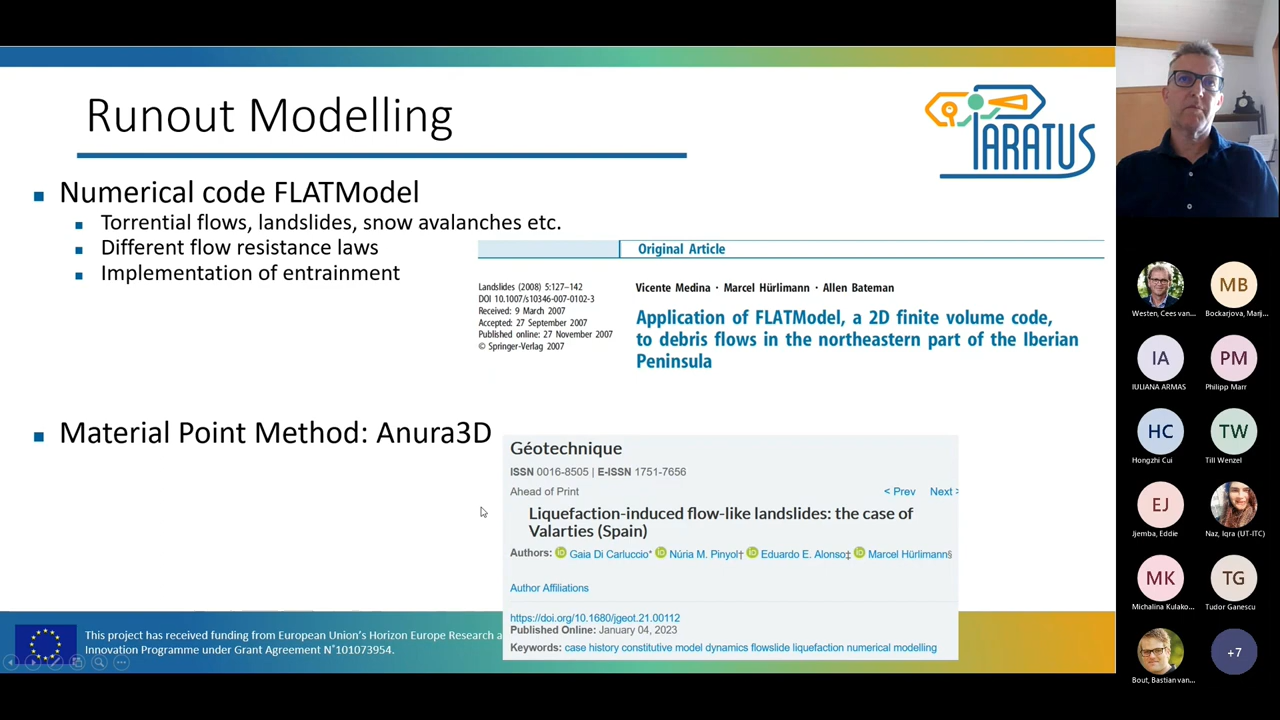 Runout Modelling
PARATUS
Numerical code FLATModel
Torrential flows, landslides, snow avalanches etc.
Different flow resistance laws
Implementation of entrainment
Original Article
Landslides (2008) 5:127–142
DOI 10.1007/s10346-007-0102-3
Received: 9 March 2007
Accepted: 27 September 2007
Published online: 27 November 2007
© Springer-Verlag 2007
Vicente Medina · Marcel Hürlimann · Allen Bateman
Application of FLATModel, a 2D finite volume code,
to debris flows in the northeastern part of the Iberian
Peninsula
Material Point Method: Anura3D
Géotechnique
ISSN 0016-8505 | E-ISSN 1751-7656
Ahead of Print
< Prev Next >
Liquefaction-induced flow-like landslides: the case of
Valarties (Spain)
Authors: Gaia Di Carluccio* Núria M. Pinyol† Eduardo E. Alonso‡ Marcel Hürlimann§
Author Affiliations
https://doi.org/10.1680/jgeot.21.00112
Published Online: January 04, 2023
Keywords: case history constitutive model dynamics flowslide liquefaction numerical modelling
This project has received funding from European Union's Horizon Europe Research a
Innovation Programme under Grant Agreement N°101073954.
Westen, Cees van...
MB
Bockarjova, Marij...
IA
IULIANA ARMAS
PM
Philipp Marr
HC
Hongzhi Cui
TW
Till Wenzel
EJ
Jjemba, Eddie
Naz, Iqra (UT-ITC)
MK
Michalina Kulako...
TG
Tudor Ganescu
Bout, Bastian van...
+7